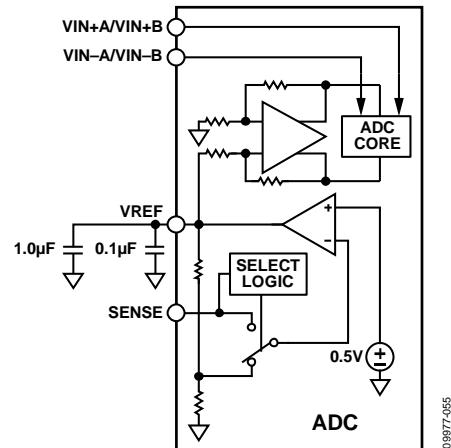 VIN+A/VIN+B
VIN–A/VIN–B
ADC
CORE
VREF
1.0µF
0.1µF
SELECT
LOGIC
SENSE
0.5V
ADC
09977-055